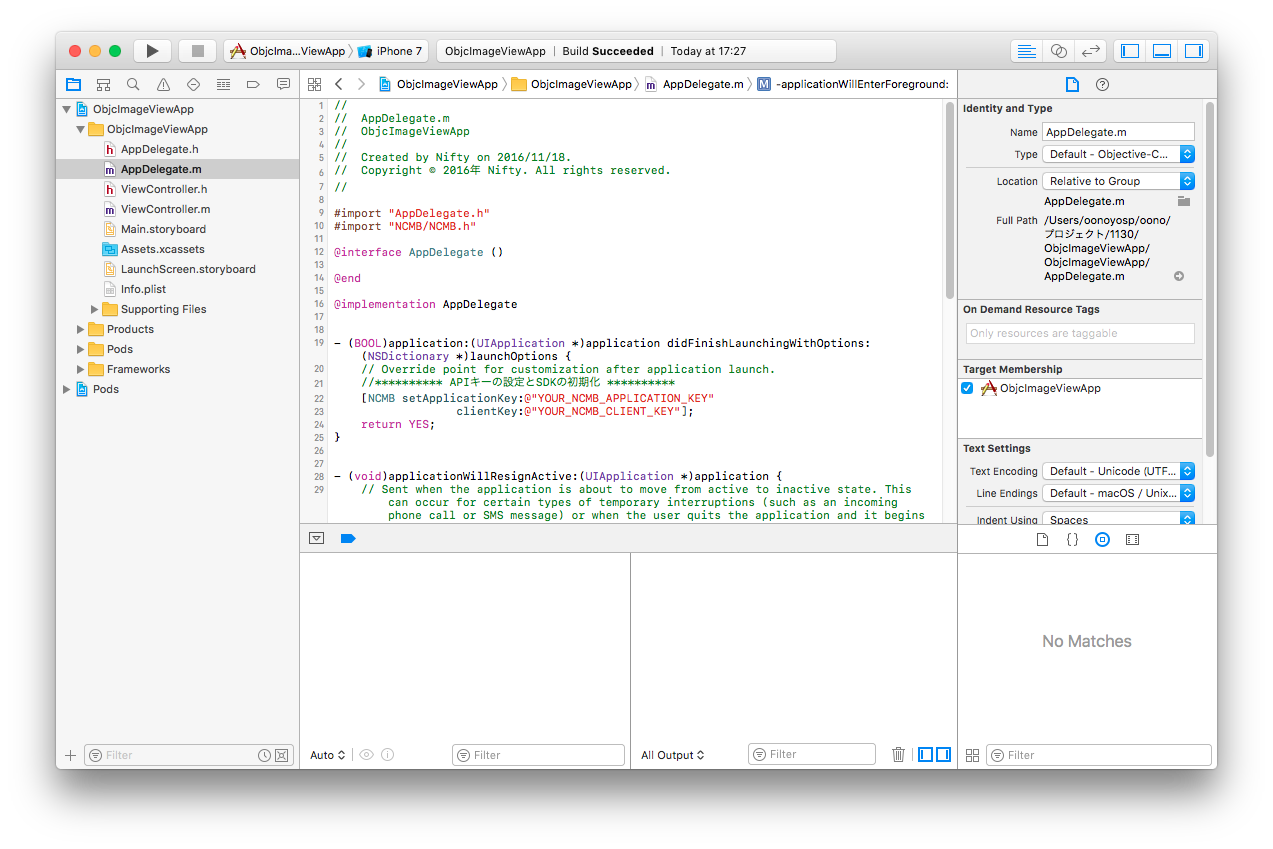 ObjcIma...ViewApp
iPhone 7
ObjcImageViewApp | Build Succeeded | Today at 17:27
ObjcImageViewApp
ObjcImageViewApp
AppDelegate.h
AppDelegate.m
ViewController.h
ViewController.m
Main.storyboard
Assets.xcassets
LaunchScreen.storyboard
Info.plist
Supporting Files
Products
Pods
Frameworks
Pods
Filter
ObjcImageViewApp
ObjcImageViewApp
AppDelegate.m
M
-applicationWillEnterForeground:
1 //
2 //  AppDelegate.m
3 //  ObjcImageViewApp
4 //
5 //  Created by Nifty on 2016/11/18.
6 //  Copyright © 2016年 Nifty. All rights reserved.
7 //
8
9 #import "AppDelegate.h"
10 #import "NCMB/NCMB.h"
11
12 @interface AppDelegate ()
13
14 @end
15
16 @implementation AppDelegate
17
18
19 - (BOOL)application:(UIApplication *)application didFinishLaunchingWithOptions:
(NSDictionary *)launchOptions {
20 // Override point for customization after application launch.
21 //********** APIキーの設定とSDKの初期化 **********
22 [NCMB setApplicationKey:@"YOUR_NCMB_APPLICATION_KEY"
23 clientKey:@"YOUR_NCMB_CLIENT_KEY"];
24 return YES;
25 }
26
27
28 - (void)applicationWillResignActive:(UIApplication *)application {
29 // Sent when the application is about to move from active to inactive state. This
can occur for certain types of temporary interruptions (such as an incoming
phone call or SMS message) or when the user quits the application and it begins
Auto
Filter
All Output
Filter
Identity and Type
Name AppDelegate.m
Type Default - Objective-C...
Location Relative to Group
AppDelegate.m
Full Path /Users/oonoyosp/oono/
プロジェクト/1130/
ObjcImageViewApp/
ObjcImageViewApp/
AppDelegate.m
On Demand Resource Tags
Only resources are taggable
Target Membership
ObjcImageViewApp
Text Settings
Text Encoding Default - Unicode (UTF...
Line Endings Default - macOS / Unix...
Indent Using Spaces
No Matches
Filter